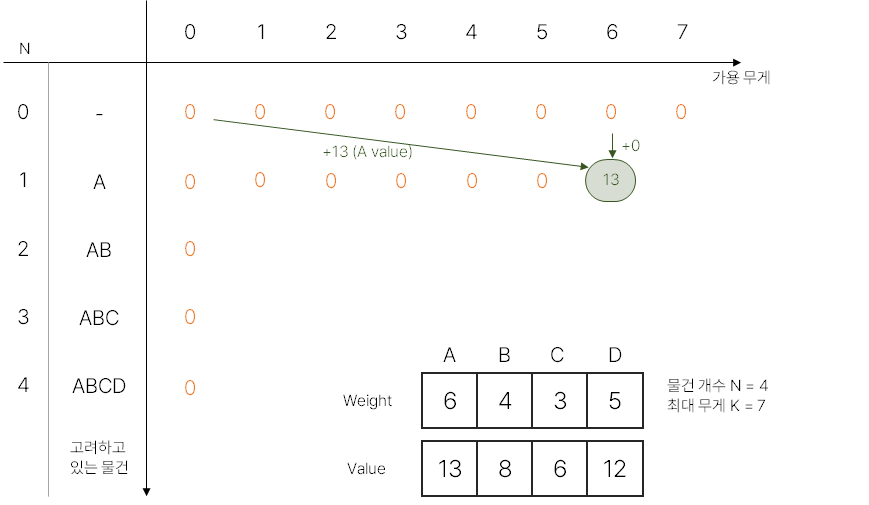 0 1 2 3 4 5 6 7
N
가용 무게
0 - 0 0 0 0 0 0 0 0
+0
+13 (A value)
1 A 0 0 0 0 0 0 13
2 AB 0
3 ABC 0
A B C D
4 ABCD 0
물건 개수 N = 4
Weight 6 4 3 5
최대 무게 K = 7
고려하고
있는 물건
Value 13 8 6 12